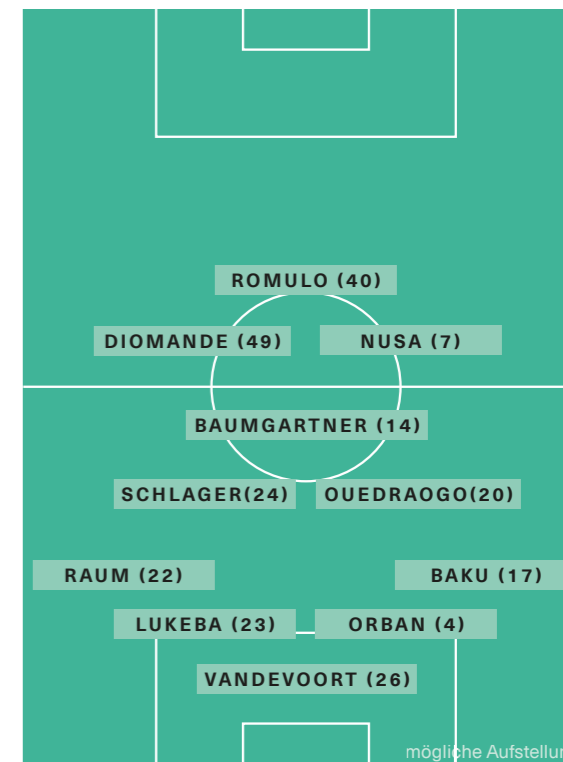 ROMULO (40)
DIOMANDE (49) NUSA (7)
BAUMGARTNER (14)
SCHLAGER(24) OUEDRAOGO(20)
RAUM (22) BAKU (17)
LUKEBA (23) ORBAN (4)
VANDEVOORT (26)
mögliche Aufstellun